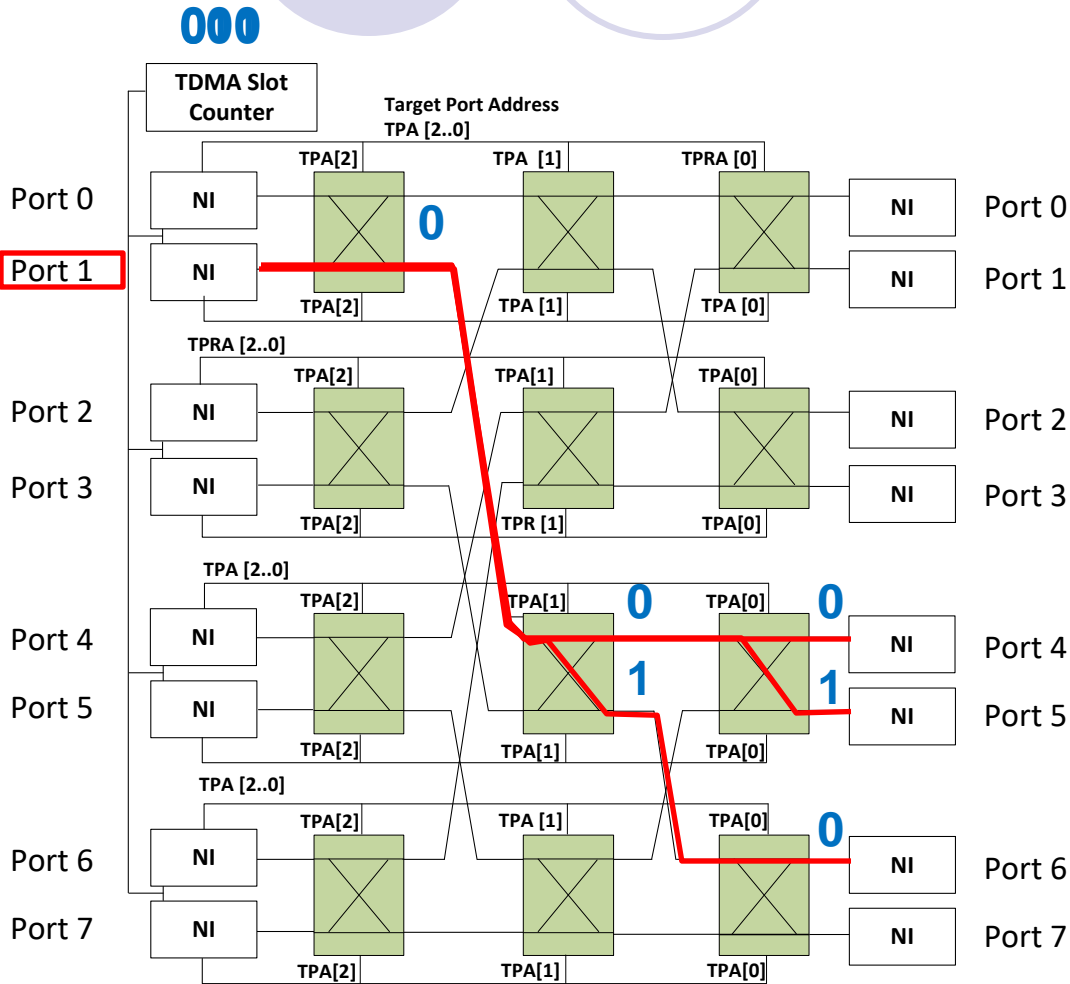 000
TDMA Slot
Counter
Target Port Address
TPA [2..0]
TPA[2]
TPA [1]
TPRA [0]
Port 0
NI
0
NI
Port 0
Port 1
NI
NI
Port 1
TPA[2]
TPA [1]
TPA [0]
TPRA [2..0]
TPA[2]
TPA[1]
TPA[0]
Port 2
NI
NI
Port 2
Port 3
NI
NI
Port 3
TPA[2]
TPR [1]
TPA[0]
TPA [2..0]
TPA[2]
TPA[1]
0
TPA[0]
0
Port 4
NI
NI
Port 4
1
1
Port 5
NI
NI
Port 5
TPA[2]
TPA[1]
TPA[0]
TPA [2..0]
TPA[2]
TPA [1]
TPA[0]
0
Port 6
NI
NI
Port 6
Port 7
NI
NI
Port 7
TPA[2]
TPA[1]
TPA[0]